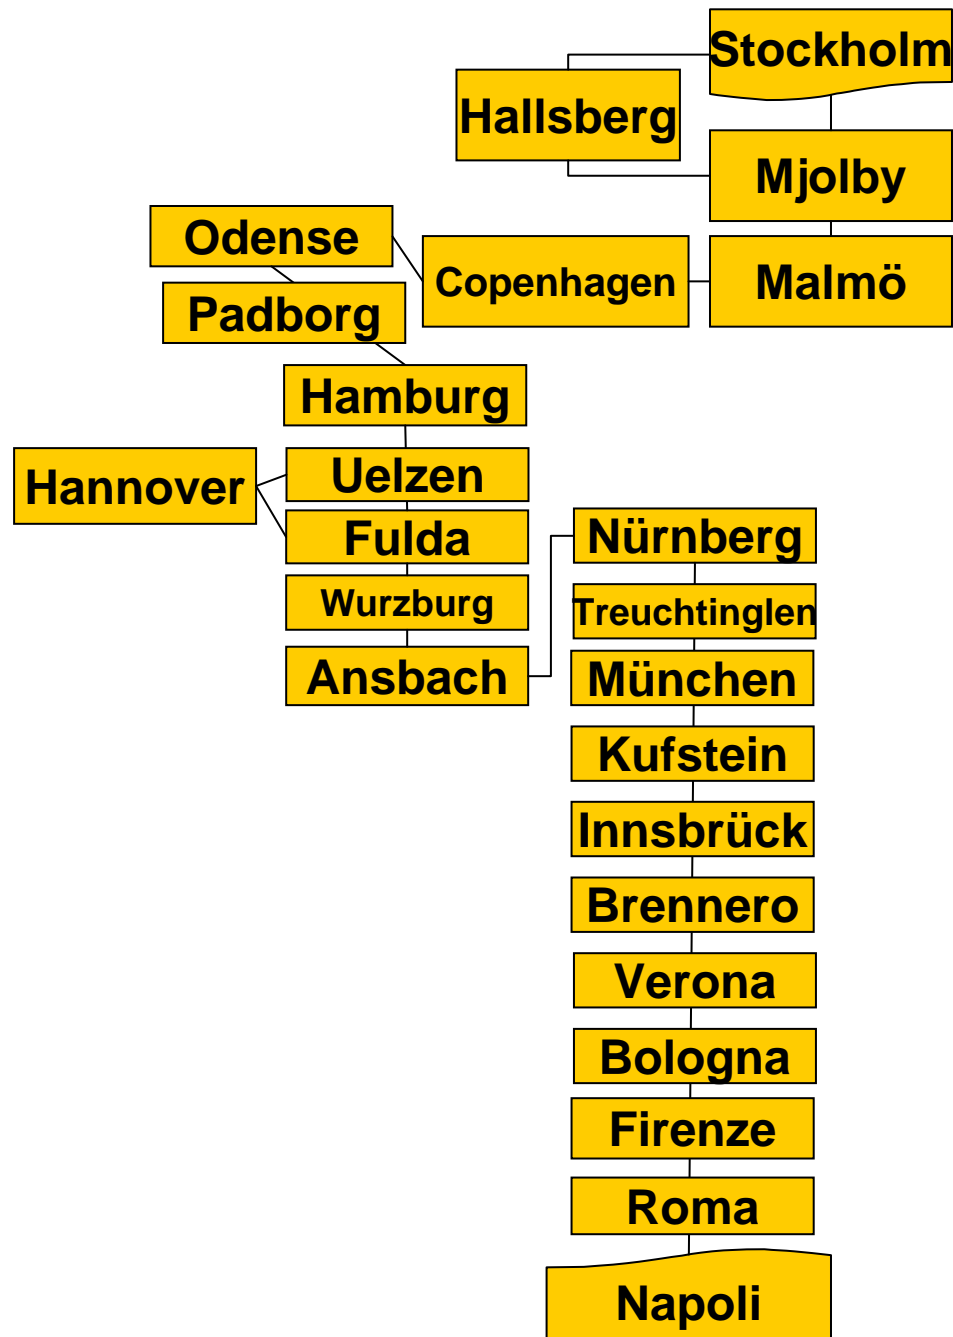 Stockholm
Hallsberg
Mjolby
Odense
Copenhagen
Malmö
Padborg
Hamburg
Hannover
Uelzen
Fulda
Nürnberg
Wurzburg
Treuchtinglen
Ansbach
München
Kufstein
Innsbrück
Brennero
Verona
Bologna
Firenze
Roma
Napoli